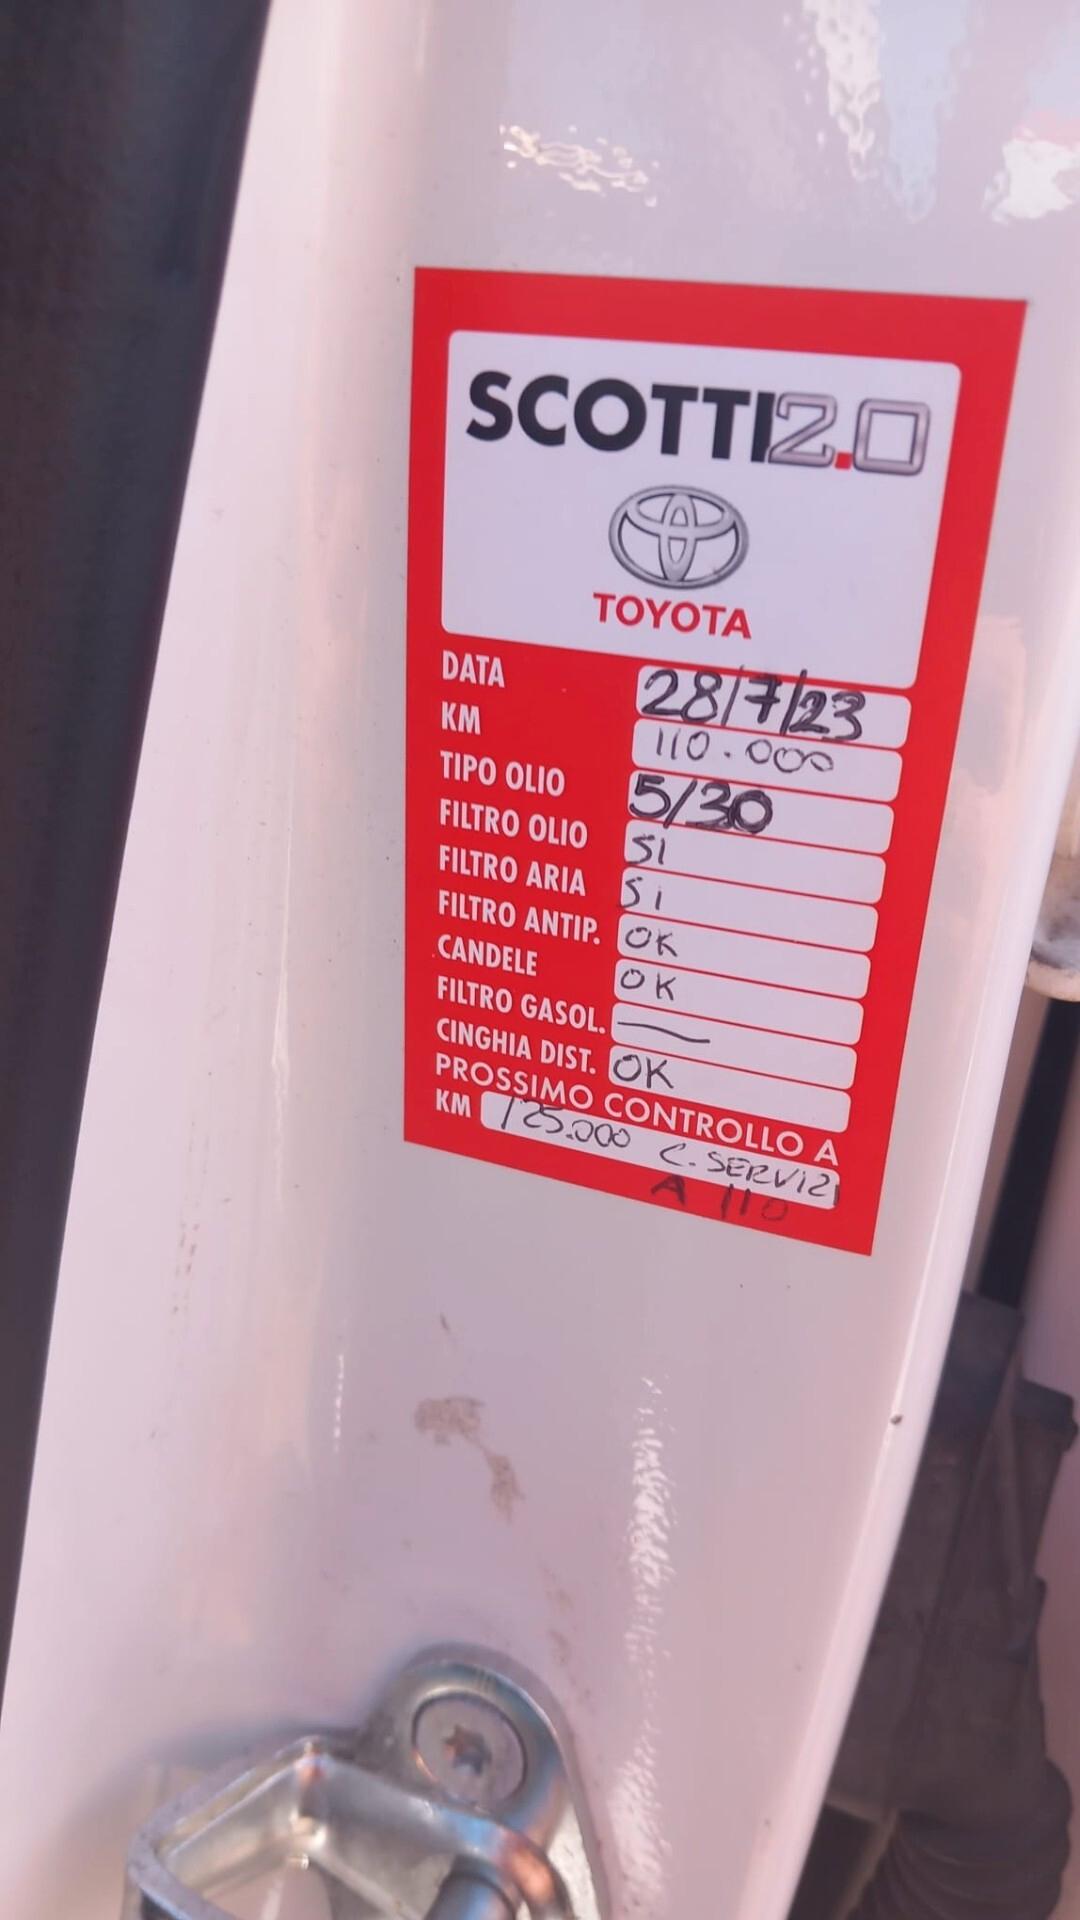 SCOTTI2.0
TOYOTA
DATA 28/7/23
KM 110.000
TIPO OLIO 5/30
FILTRO OLIO SI
FILTRO ARIA Si
FILTRO ANTIP. OK
CANDELE OK
FILTRO GASOL. —
CINGHIA DIST. OK
PROSSIMO CONTROLLO A
KM 125.000 C. SERVIZI
A 110